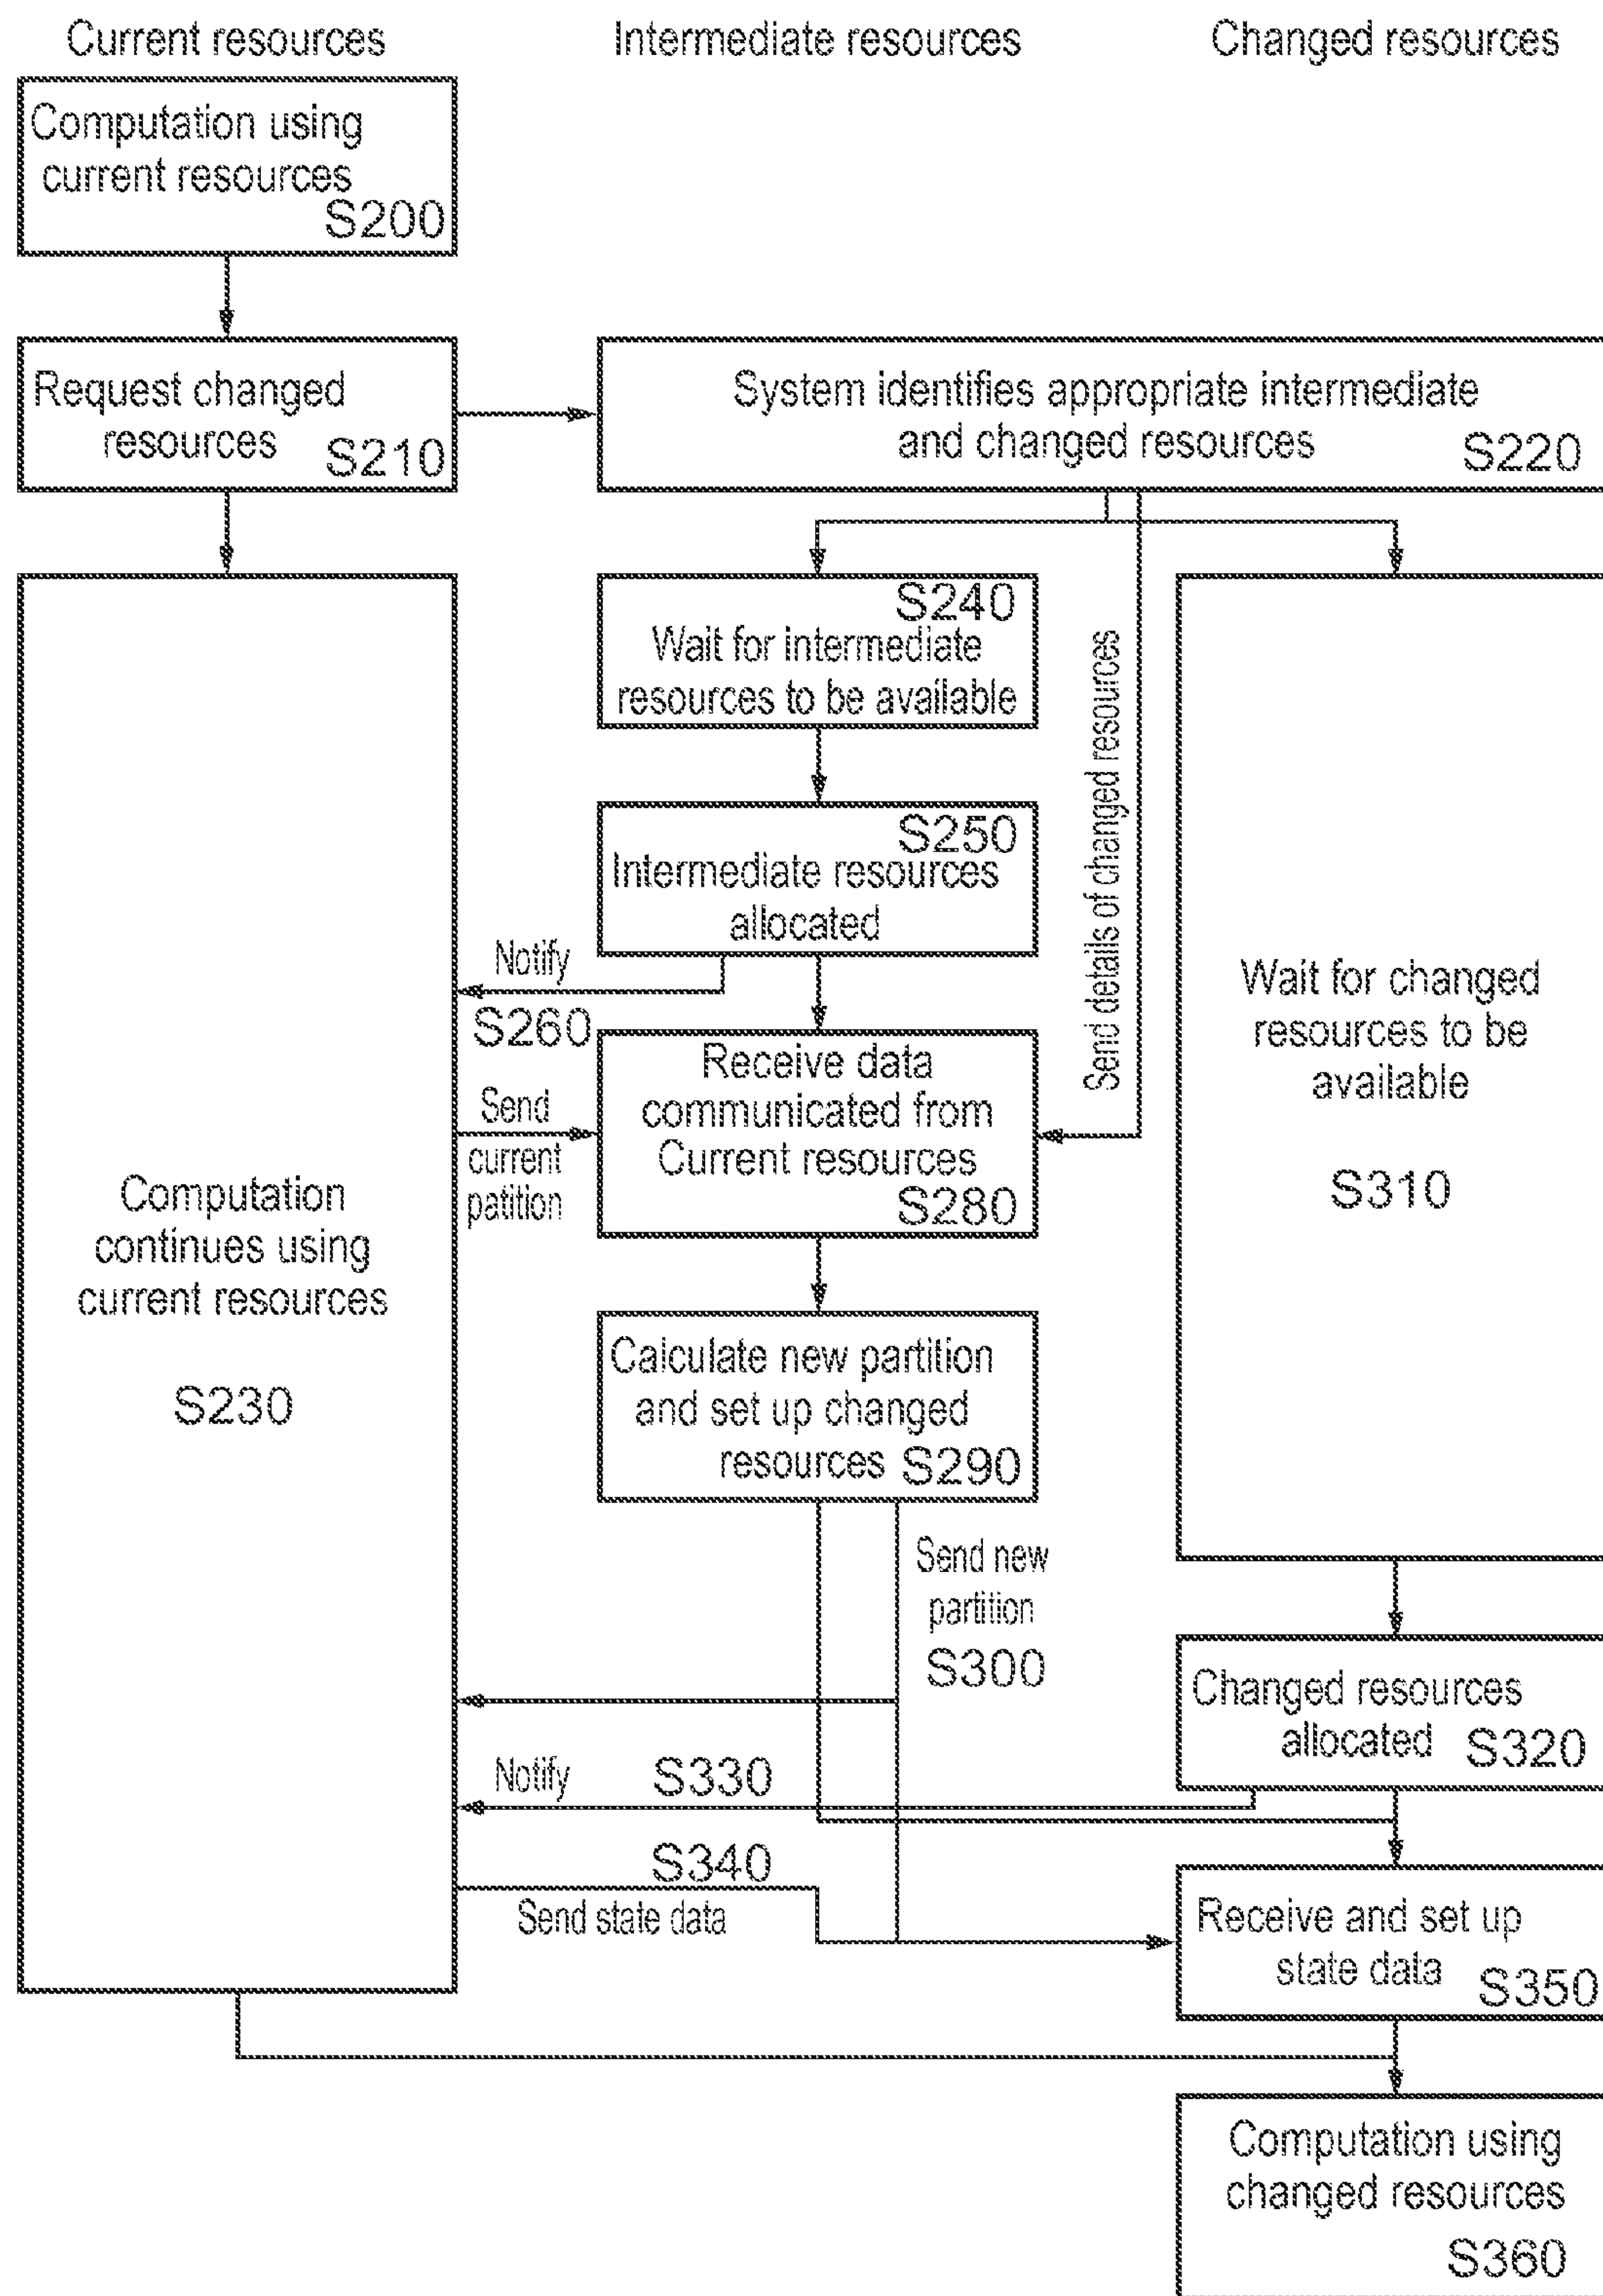 Current resources
Intermediate resources
Changed resources
Computation using
current resources
S200
Request changed
resources
S210
System identifies appropriate intermediate
and changed resources
S220
S240
Wait for intermediate
resources to be available
S250
Intermediate resources
allocated
Send details of changed resources
Notify
S260
Receive data
communicated from
Current resources
S280
Send
current
patition
Wait for changed
resources to be
available
S310
Computation
continues using
current resources
S230
Calculate new partition
and set up changed
resources S290
Send new
partition
S300
Changed resources
allocated S320
Notify
S330
S340
Send state data
Receive and set up
state data
S350
Computation using
changed resources
S360